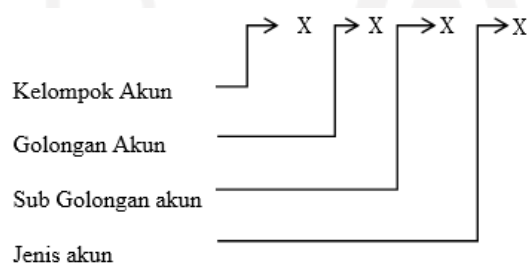 X X X X
Kelompok Akun
Golongan Akun
Sub Golongan akun
Jenis akun